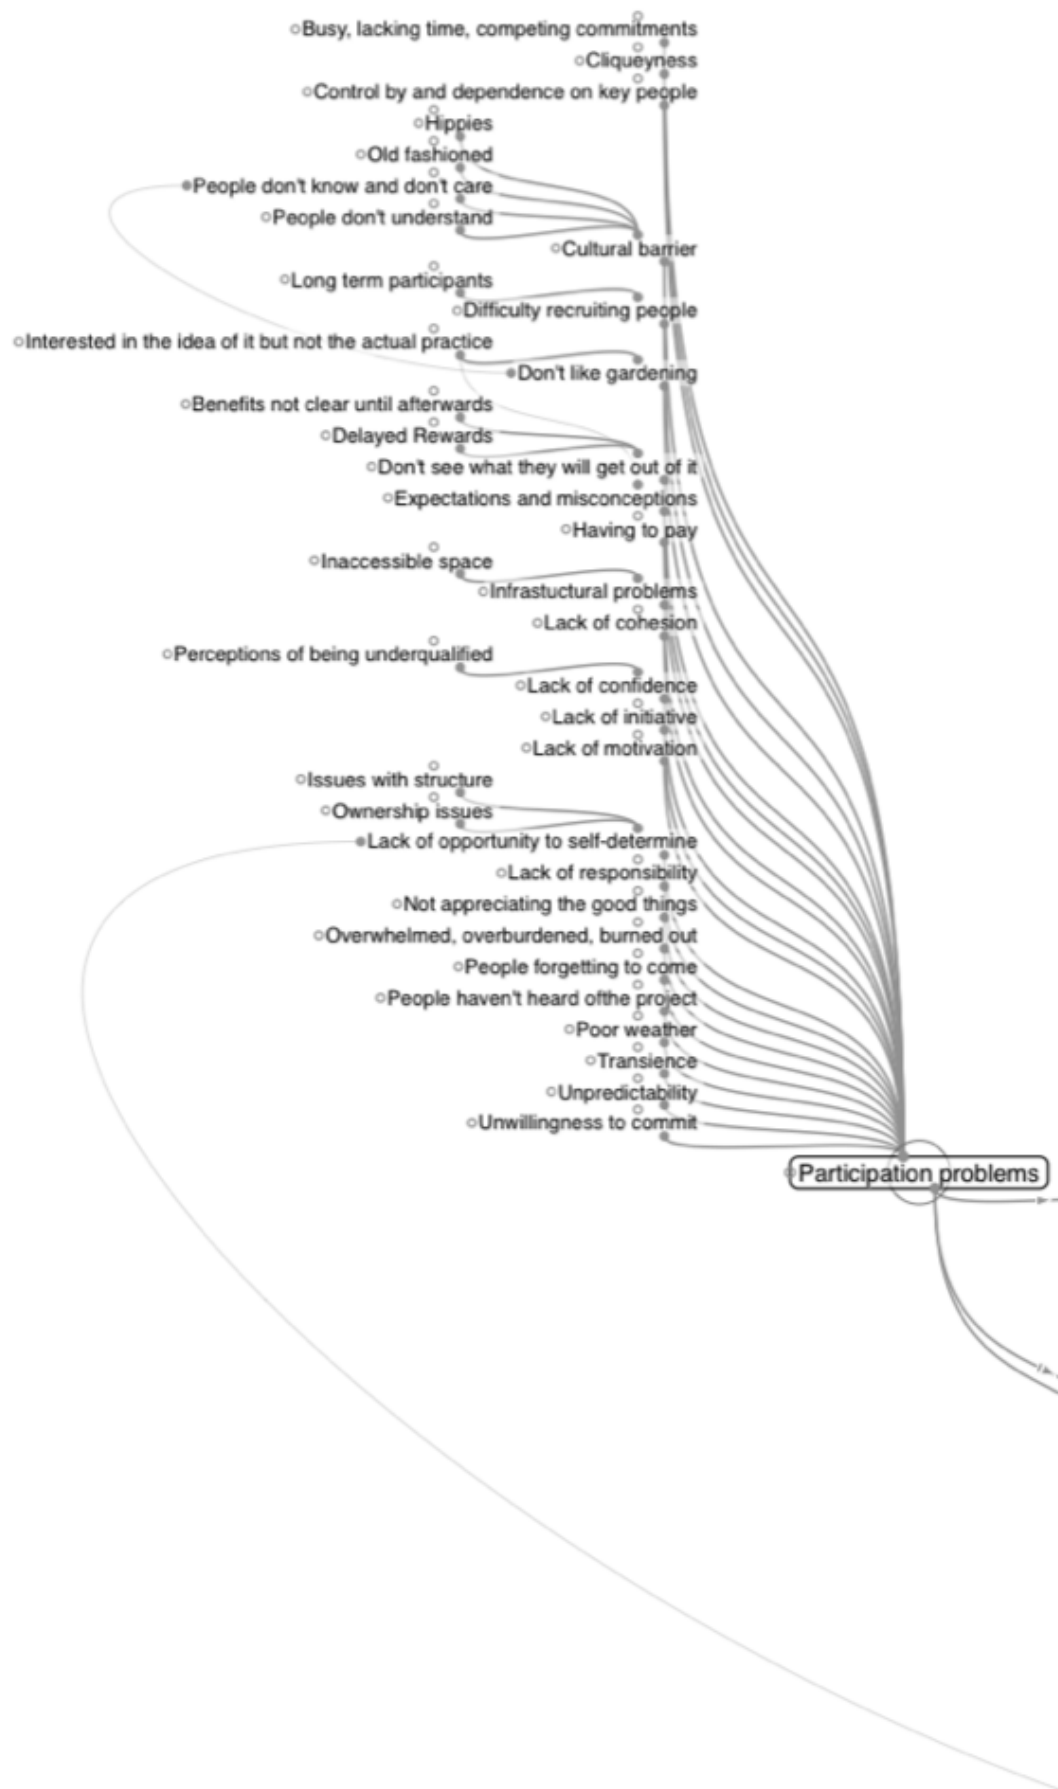 Busy, lacking time, competing commitments
Cliqueyness
Control by and dependence on key people
Hippies
Old fashioned
People don't know and don't care
People don't understand
Cultural barrier
Long term participants
Difficulty recruiting people
Interested in the idea of it but not the actual practice
Don't like gardening
Benefits not clear until afterwards
Delayed Rewards
Don't see what they will get out of it
Expectations and misconceptions
Having to pay
Inaccessible space
Infrastuctural problems
Lack of cohesion
Perceptions of being underqualified
Lack of confidence
Lack of initiative
Lack of motivation
Issues with structure
Ownership issues
Lack of opportunity to self-determine
Lack of responsibility
Not appreciating the good things
Overwhelmed, overburdened, burned out
People forgetting to come
People haven't heard ofthe project
Poor weather
Transience
Unpredictability
Unwillingness to commit
Participation problems